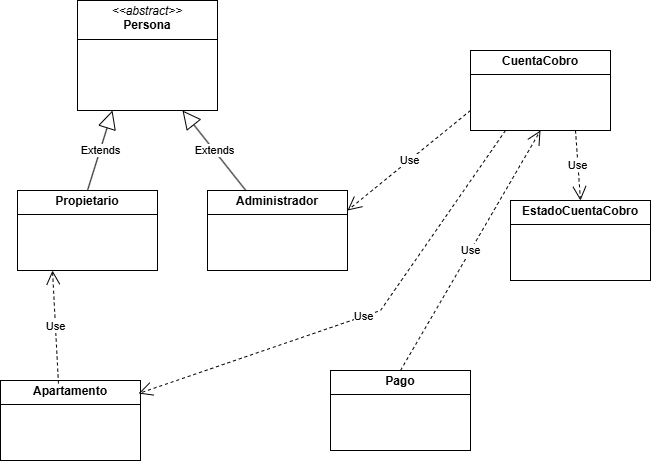 <<abstract>>
Persona
CuentaCobro
Extends
Extends
Use
Use
Propietario
Administrador
EstadoCuentaCobro
Use
Use
Use
Apartamento
Pago